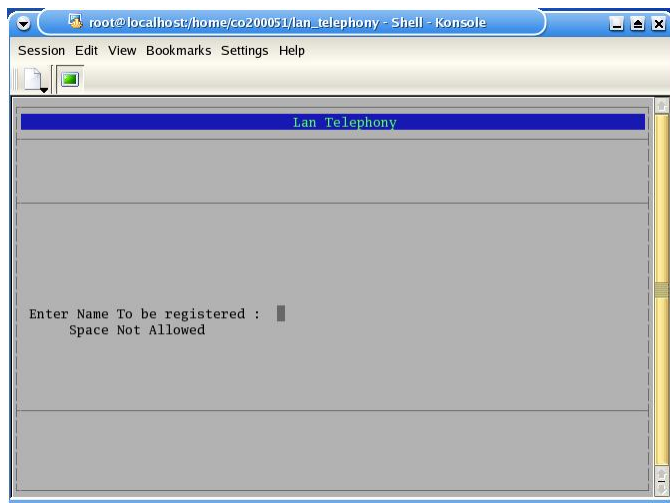 root@localhost:/home/co200051/lan_telephony - Shell - Konsole
Session Edit View Bookmarks Settings Help
Lan Telephony
Enter Name To be registered :
Space Not Allowed